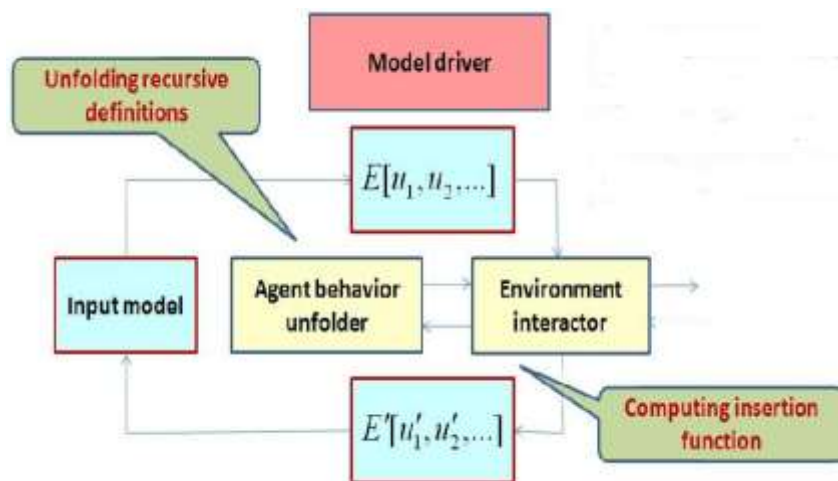 Model driver
Unfolding recursive
definitions
E[u₁, u₂,...]
Input model
Agent behavior
unfolder
Environment
interactor
E′[u′₁, u′₂,...]
Computing insertion
function